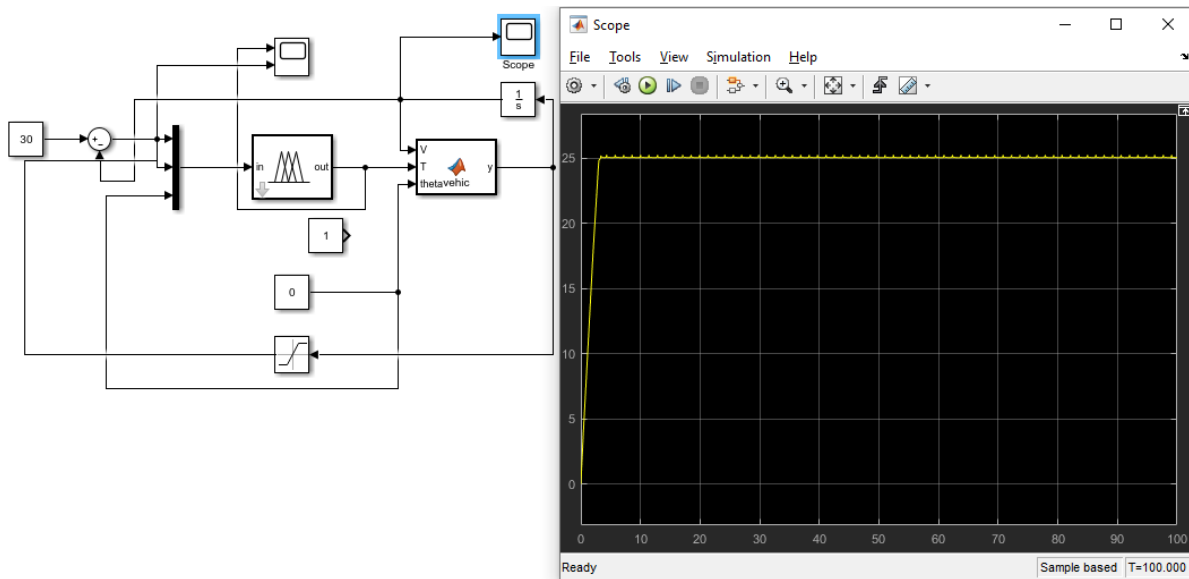 Scope
File Tools View Simulation Help
Scope
1
s
30
+
-
in
out
V
T
theta
vehic
y
1
0
25
20
15
10
5
0
0 10 20 30 40 50 60 70 80 90 100
Ready
Sample based T=100.000